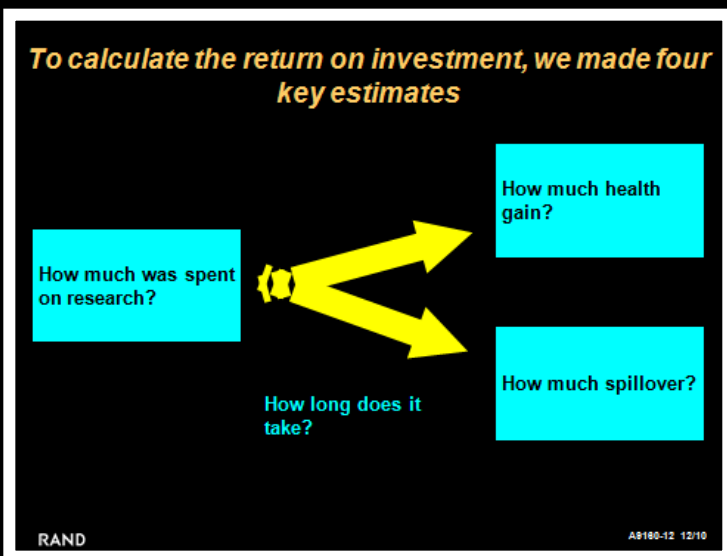 To calculate the return on investment, we made four
key estimates
How much health
gain?
How much was spent
on research?
How much spillover?
How long does it
take?
RAND
A9160-12 12/10